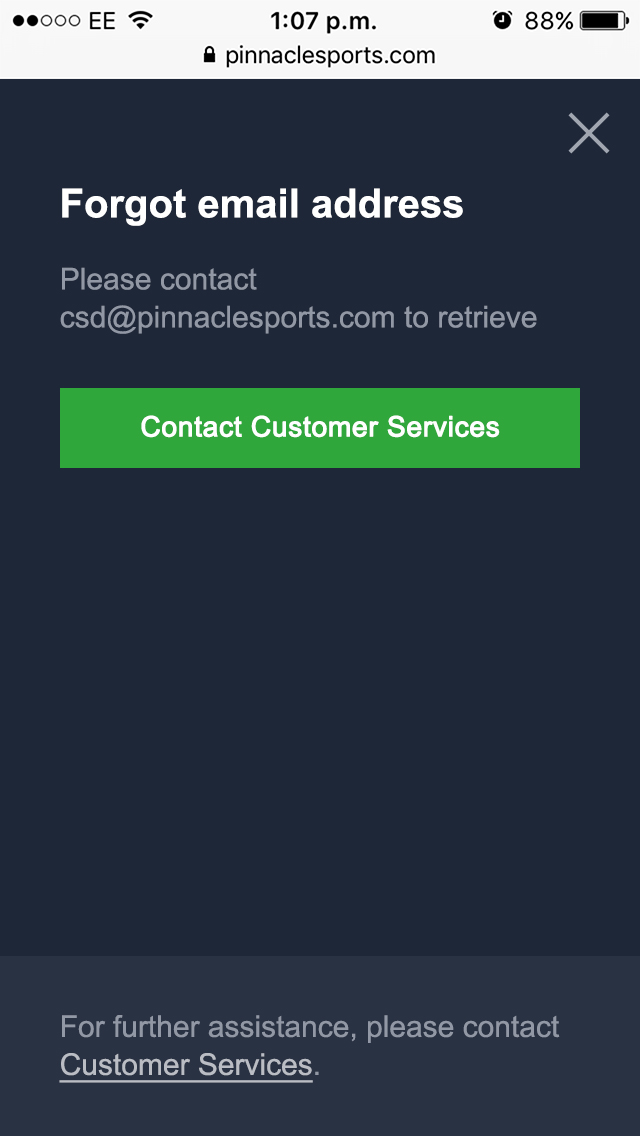 EE 1:07 p.m. 88%
pinnaclesports.com
Forgot email address
Please contact
csd@pinnaclesports.com to retrieve
Contact Customer Services
For further assistance, please contact
Customer Services.